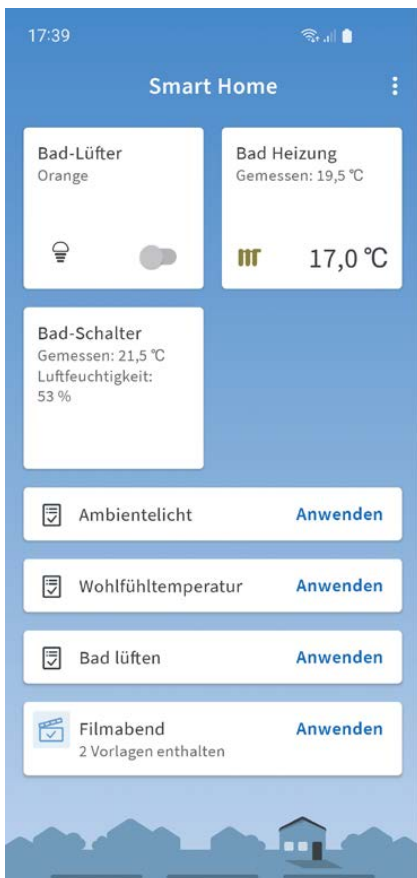 17:39
Smart Home
Bad-Lüfter
Orange
Bad Heizung
Gemessen: 19,5 °C
17,0 °C
Bad-Schalter
Gemessen: 21,5 °C
Luftfeuchtigkeit:
53 %
Ambientelicht Anwenden
Wohlfühltemperatur Anwenden
Bad lüften Anwenden
Filmabend Anwenden
2 Vorlagen enthalten